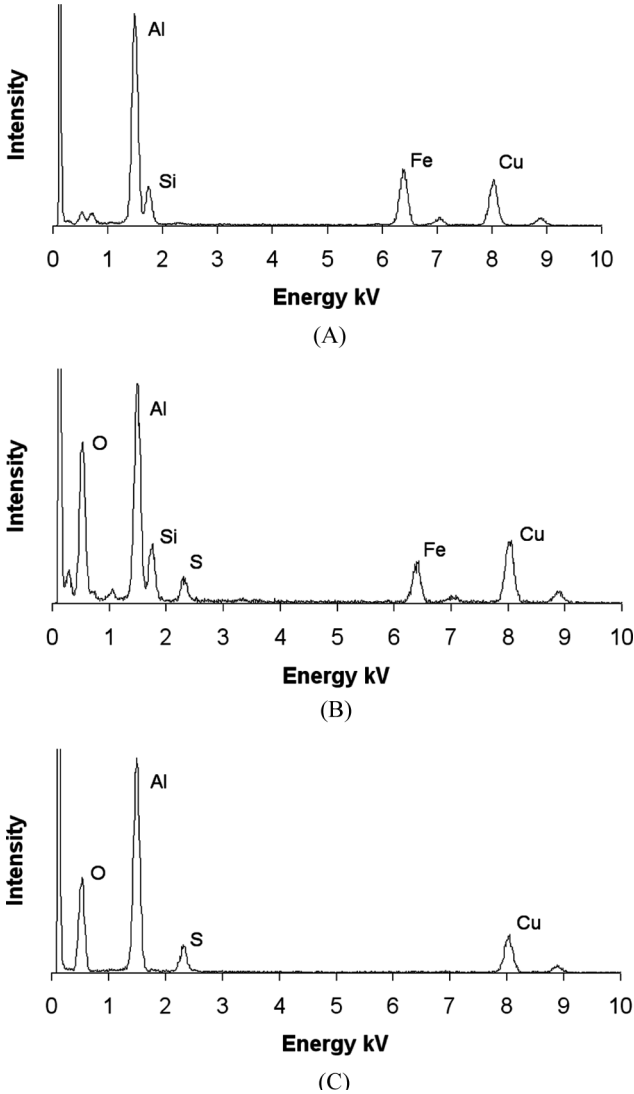 Intensity
Al
Si
Fe
Cu
0 1 2 3 4 5 6 7 8 9 10
Energy kV
(A)
Intensity
Al
O
Si
S
Fe
Cu
0 1 2 3 4 5 6 7 8 9 10
Energy kV
(B)
Intensity
Al
O
S
Cu
0 1 2 3 4 5 6 7 8 9 10
Energy kV
(C)